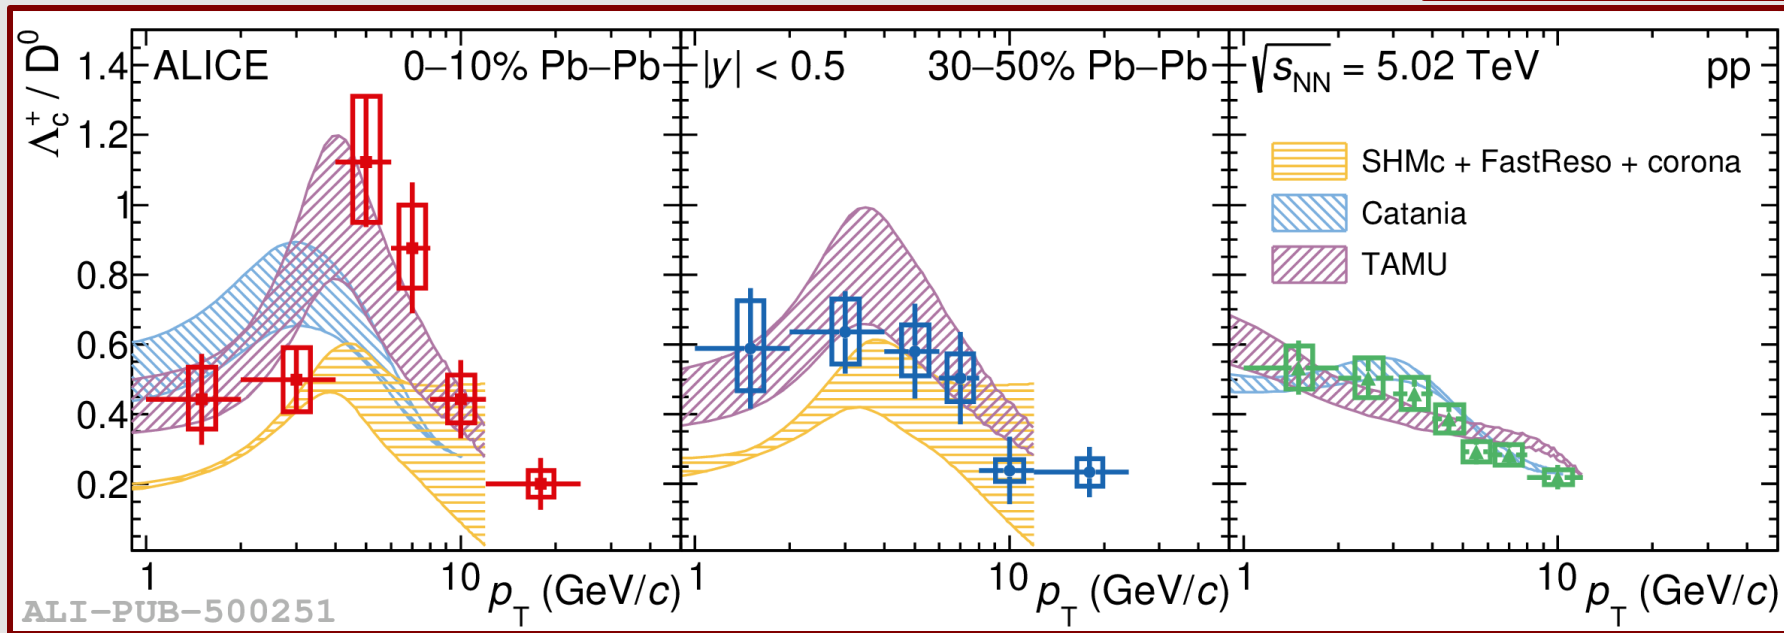 Λc+ / D0
ALICE 0–10% Pb–Pb
|y| < 0.5 30–50% Pb–Pb
√sNN = 5.02 TeV pp
SHMc + FastReso + corona
Catania
TAMU
1.4
1.2
1
0.8
0.6
0.4
0.2
1 10 pT (GeV/c)
1 10 pT (GeV/c)
1 10 pT (GeV/c)
ALI-PUB-500251